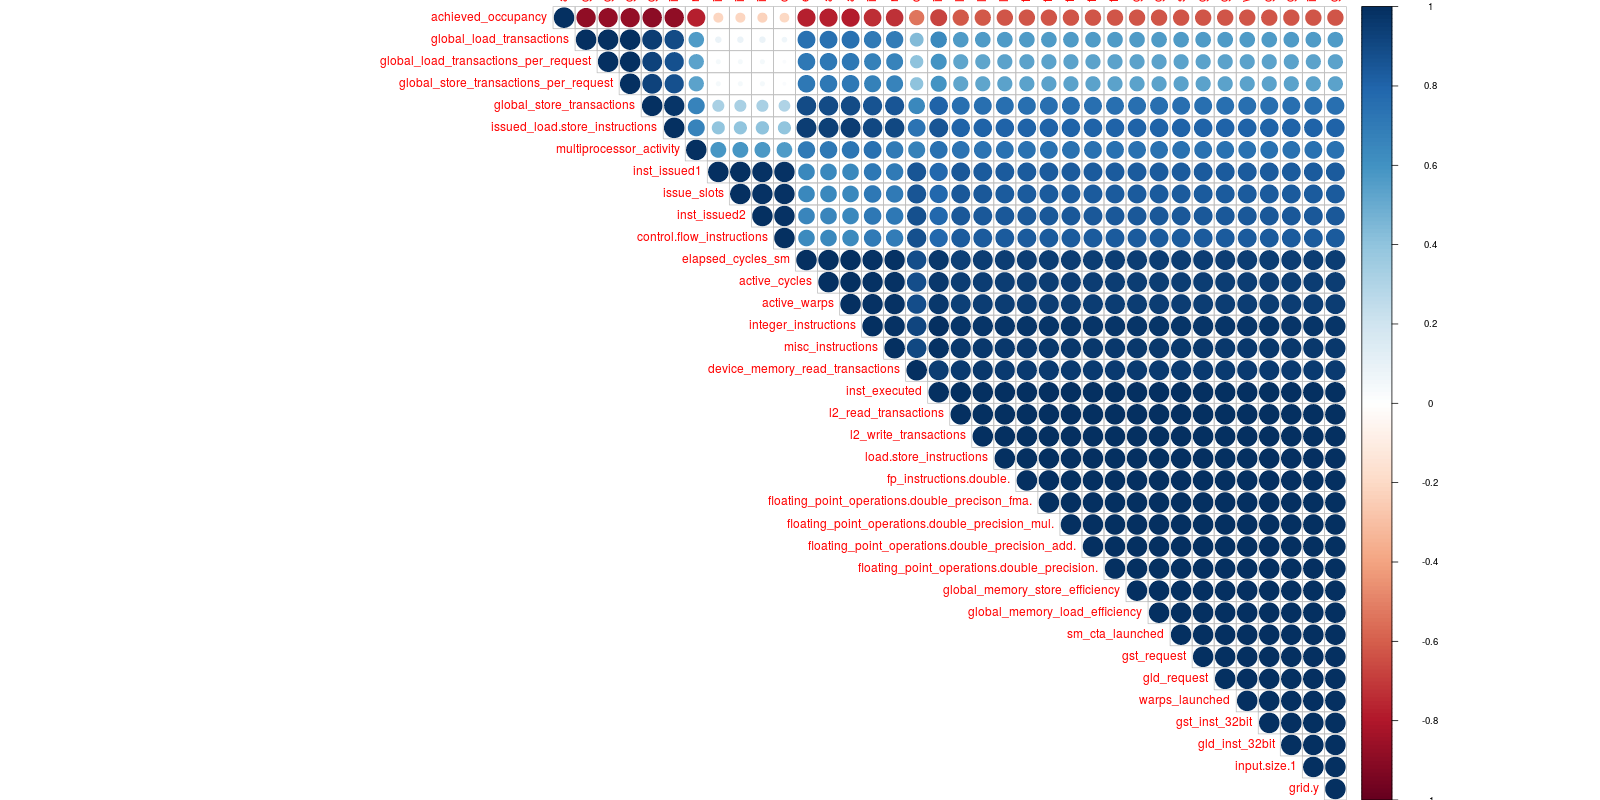 achieved_occupancy
global_load_transactions
global_load_transactions_per_request
global_store_transactions_per_request
global_store_transactions
issued_load.store_instructions
multiprocessor_activity
inst_issued1
issue_slots
inst_issued2
control.flow_instructions
elapsed_cycles_sm
active_cycles
active_warps
integer_instructions
misc_instructions
device_memory_read_transactions
inst_executed
l2_read_transactions
l2_write_transactions
load.store_instructions
fp_instructions.double.
floating_point_operations.double_precison_fma.
floating_point_operations.double_precision_mul.
floating_point_operations.double_precision_add.
floating_point_operations.double_precision.
global_memory_store_efficiency
global_memory_load_efficiency
sm_cta_launched
gst_request
gld_request
warps_launched
gst_inst_32bit
gld_inst_32bit
input.size.1
grid.y
1
0.8
0.6
0.4
0.2
0
-0.2
-0.4
-0.6
-0.8